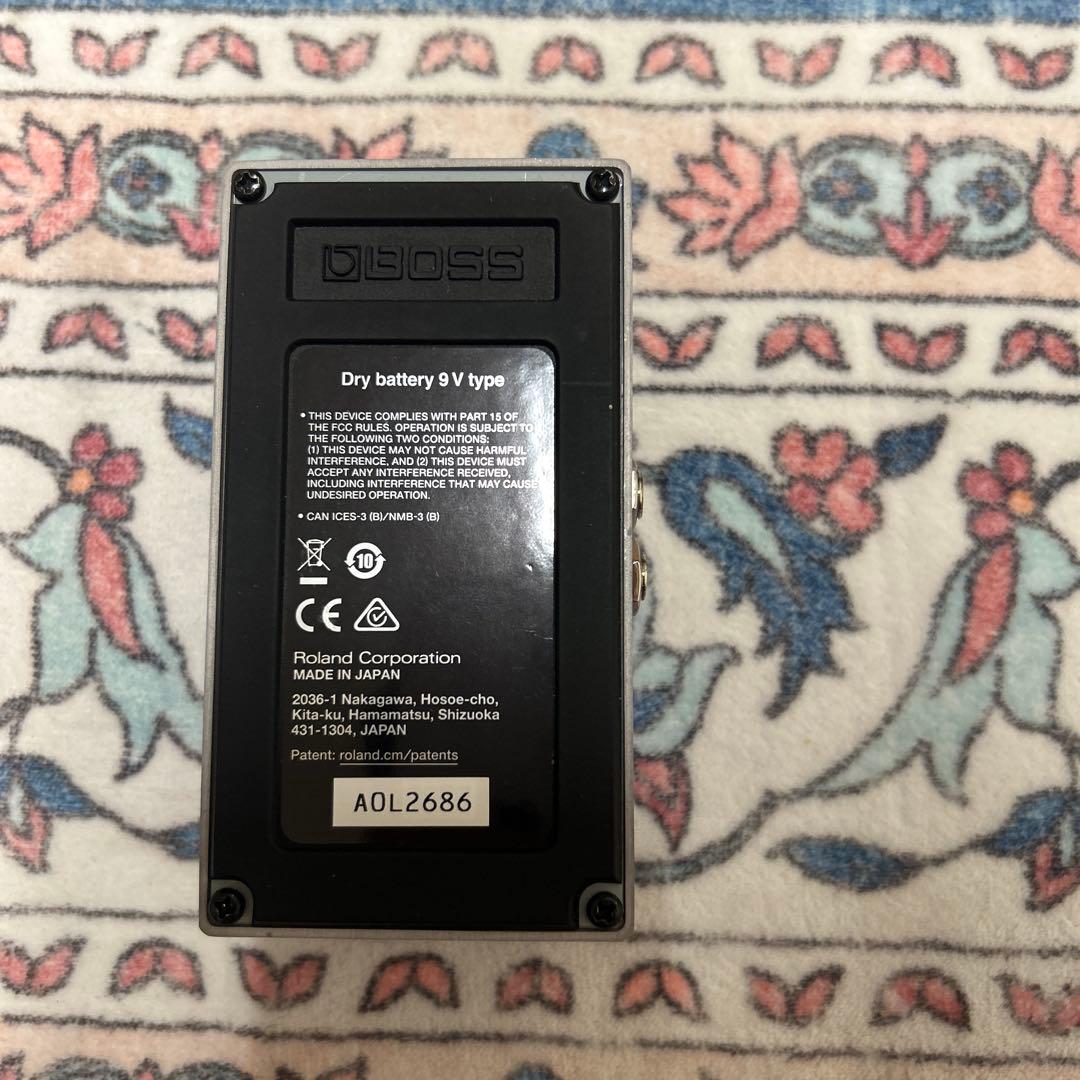 BOSS
Dry battery 9 V type
• THIS DEVICE COMPLIES WITH PART 15 OF
THE FCC RULES. OPERATION IS SUBJECT TO
THE FOLLOWING TWO CONDITIONS:
(1) THIS DEVICE MAY NOT CAUSE HARMFUL
INTERFERENCE, AND (2) THIS DEVICE MUST
ACCEPT ANY INTERFERENCE RECEIVED,
INCLUDING INTERFERENCE THAT MAY CAUSE
UNDESIRED OPERATION.
• CAN ICES-3 (B)/NMB-3 (B)
10
CE
Roland Corporation
MADE IN JAPAN
2036-1 Nakagawa, Hosoe-cho,
Kita-ku, Hamamatsu, Shizuoka
431-1304, JAPAN
Patent: roland.cm/patents
A0L2686